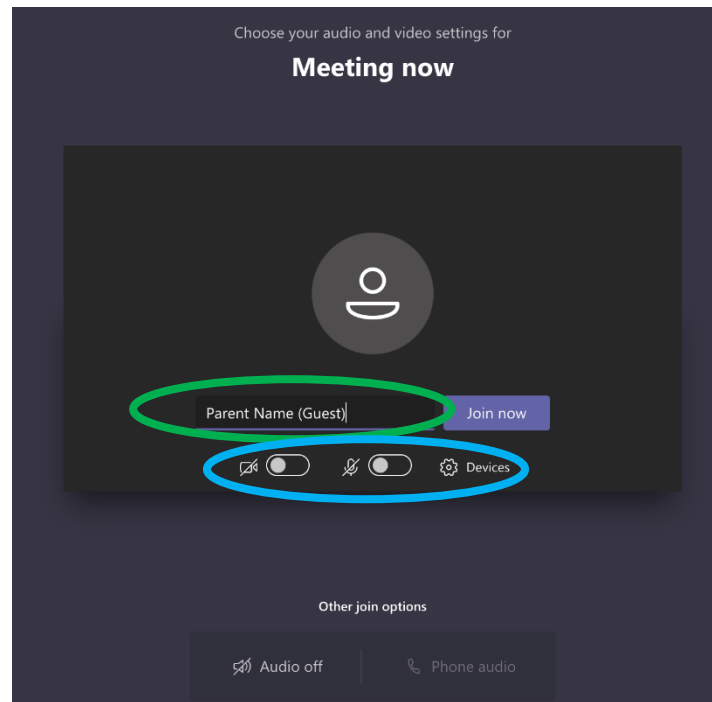 Choose your audio and video settings for
Meeting now
Parent Name (Guest)
Join now
Devices
Other join options
Audio off
Phone audio